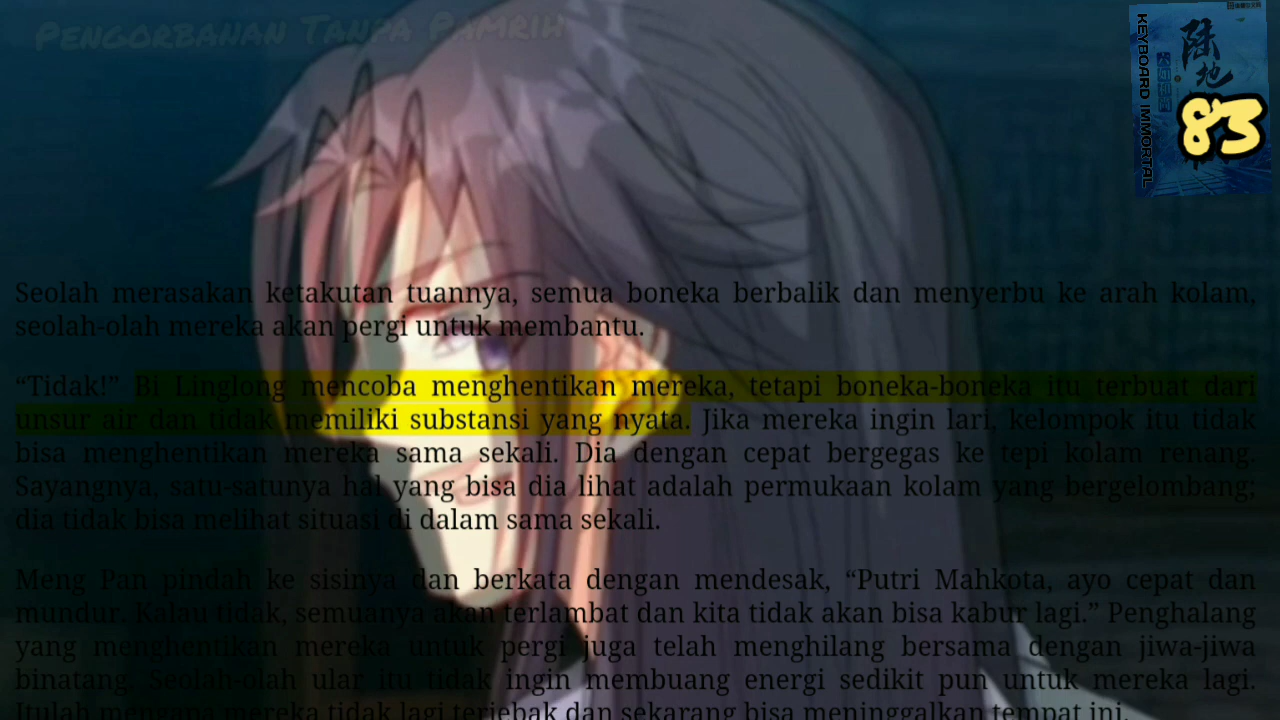 Pengorbanan Tanpa Pamrih
KEYBOARD IMMORTAL
陆地
83
Seolah merasakan ketakutan tuannya, semua boneka berbalik dan menyerbu ke arah kolam,
seolah-olah mereka akan pergi untuk membantu.
“Tidak!” Bi Linglong mencoba menghentikan mereka, tetapi boneka-boneka itu terbuat dari
unsur air dan tidak memiliki substansi yang nyata. Jika mereka ingin lari, kelompok itu tidak
bisa menghentikan mereka sama sekali. Dia dengan cepat bergegas ke tepi kolam renang.
Sayangnya, satu-satunya hal yang bisa dia lihat adalah permukaan kolam yang bergelombang;
dia tidak bisa melihat situasi di dalam sama sekali.
Meng Pan pindah ke sisinya dan berkata dengan mendesak, “Putri Mahkota, ayo cepat dan
mundur. Kalau tidak, semuanya akan terlambat dan kita tidak akan bisa kabur lagi.” Penghalang
yang menghentikan mereka untuk pergi juga telah menghilang bersama dengan jiwa-jiwa
binatang. Seolah-olah ular itu tidak ingin membuang energi sedikit pun untuk mereka lagi.
Itulah mengapa mereka tidak lagi terjebak dan sekarang bisa meninggalkan tempat ini.